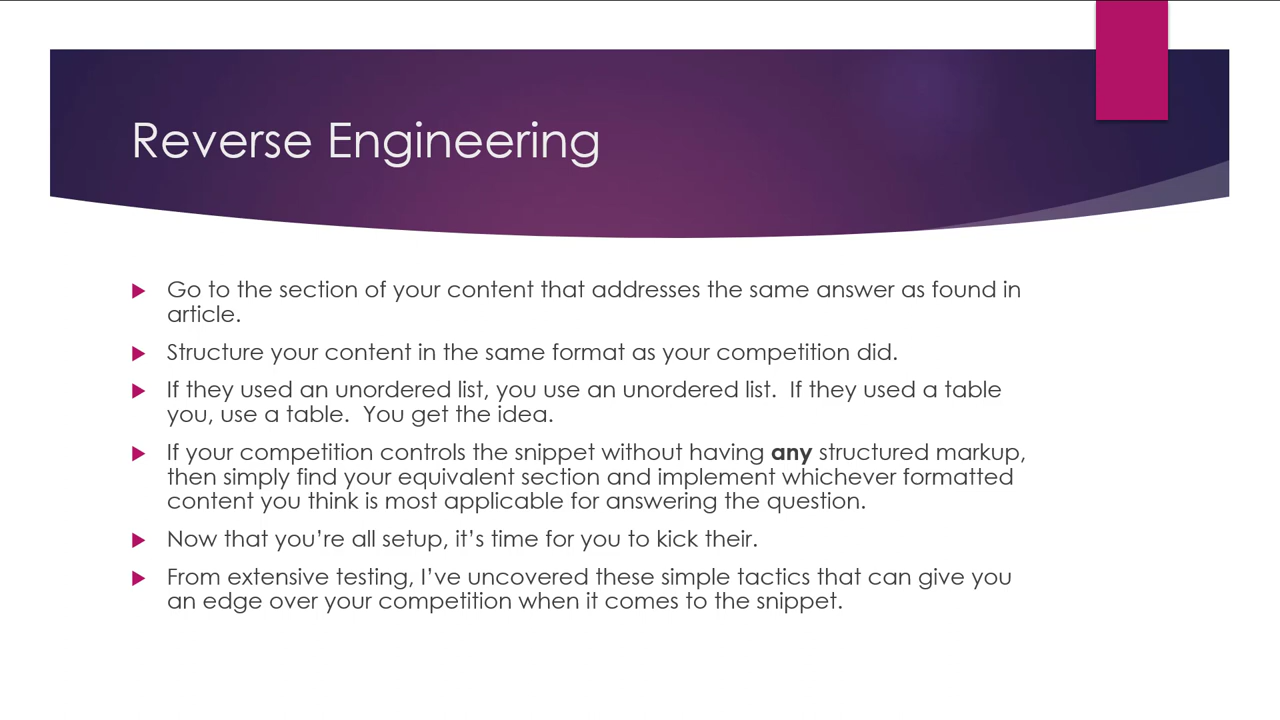 Reverse Engineering
Go to the section of your content that addresses the same answer as found in
article.
Structure your content in the same format as your competition did.
If they used an unordered list, you use an unordered list.  If they used a table
you, use a table.  You get the idea.
If your competition controls the snippet without having any structured markup,
then simply find your equivalent section and implement whichever formatted
content you think is most applicable for answering the question.
Now that you’re all setup, it’s time for you to kick their.
From extensive testing, I’ve uncovered these simple tactics that can give you
an edge over your competition when it comes to the snippet.